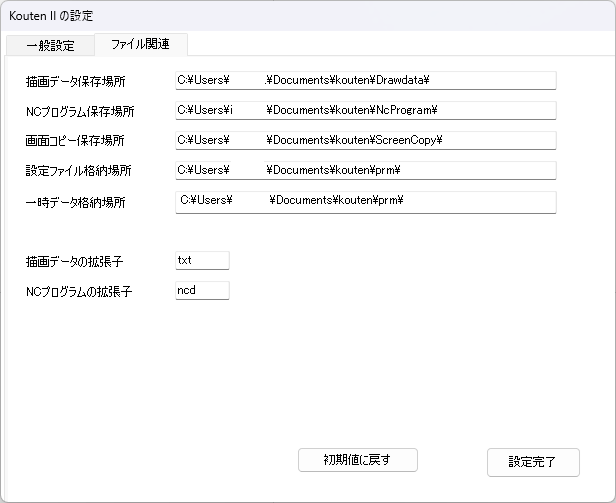 Kouten II の設定
一般設定 ファイル関連
描画データ保存場所 C:¥Users¥ .¥Documents¥kouten¥Drawdata¥
NCプログラム保存場所 C:¥Users¥i ¥Documents¥kouten¥NcProgram¥
画面コピー保存場所 C:¥Users¥ ¥Documents¥kouten¥ScreenCopy¥
設定ファイル格納場所 C:¥Users¥ ¥Documents¥kouten¥prm¥
一時データ格納場所 C:¥Users¥ ¥Documents¥kouten¥prm¥
描画データの拡張子 txt
NCプログラムの拡張子 ncd
初期値に戻す 設定完了